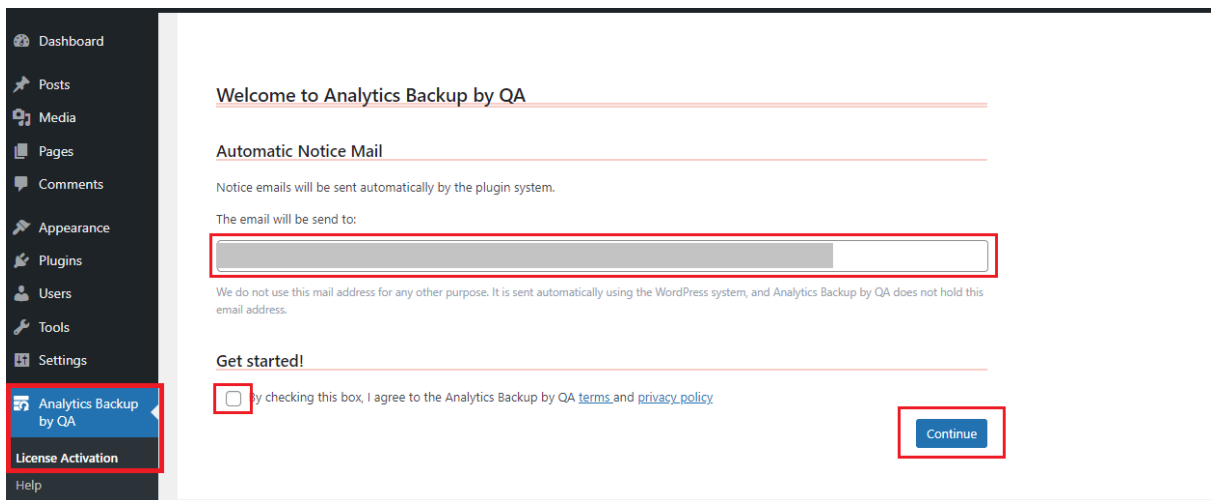 Dashboard
Posts
Media
Pages
Comments
Appearance
Plugins
Users
Tools
Settings
Analytics Backup
by QA
License Activation
Help
Welcome to Analytics Backup by QA
Automatic Notice Mail
Notice emails will be sent automatically by the plugin system.
The email will be send to:
We do not use this mail address for any other purpose. It is sent automatically using the WordPress system, and Analytics Backup by QA does not hold this
email address.
Get started!
By checking this box, I agree to the Analytics Backup by QA terms and privacy policy
Continue